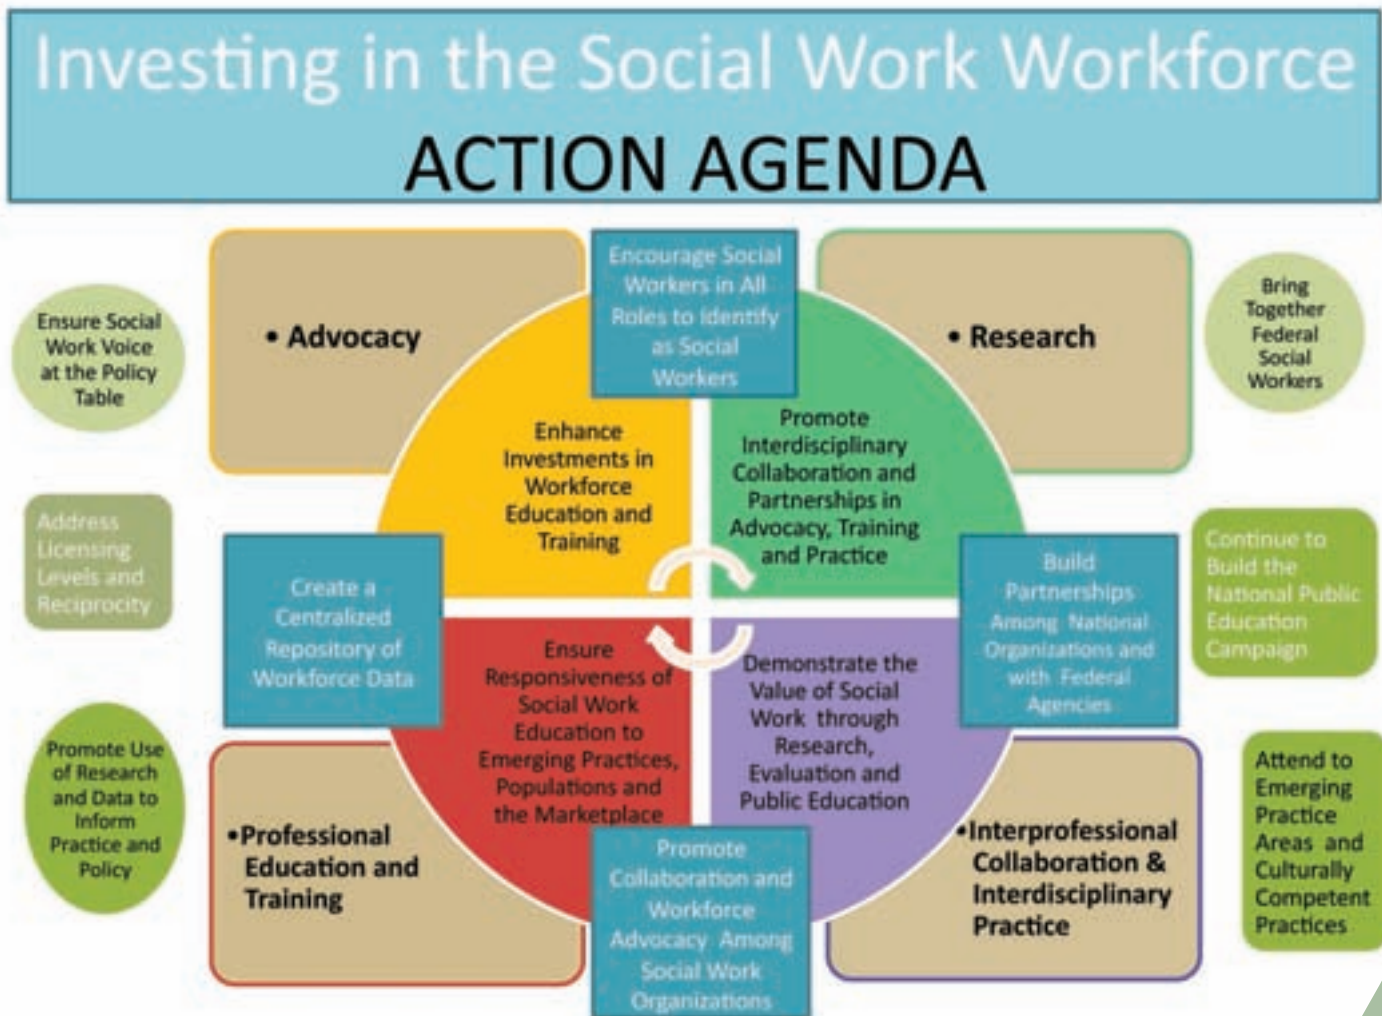 Investing in the Social Work Workforce
ACTION AGENDA
Ensure Social
Work Voice
at the Policy
Table
• Advocacy
Encourage Social
Workers in All
Roles to Identify
as Social
Workers
• Research
Bring
Together
Federal
Social
Workers
Enhance
Investments in
Workforce
Education and
Training
Promote
Interdisciplinary
Collaboration and
Partnerships in
Advocacy, Training
and Practice
Address
Licensing
Levels and
Reciprocity
Create a
Centralized
Repository of
Workforce Data
Build
Partnerships
Among National
Organizations and
with Federal
Agencies
Continue to
Build the
National Public
Education
Campaign
Ensure
Responsiveness of
Social Work
Education to
Emerging Practices,
Populations and
the Marketplace
Demonstrate the
Value of Social
Work through
Research,
Evaluation and
Public Education
Promote Use
of Research
and Data to
Inform
Practice and
Policy
•Professional
Education and
Training
Promote
Collaboration and
Workforce
Advocacy Among
Social Work
Organizations
•Interprofessional
Collaboration &
Interdisciplinary
Practice
Attend to
Emerging
Practice
Areas and
Culturally
Competent
Practices